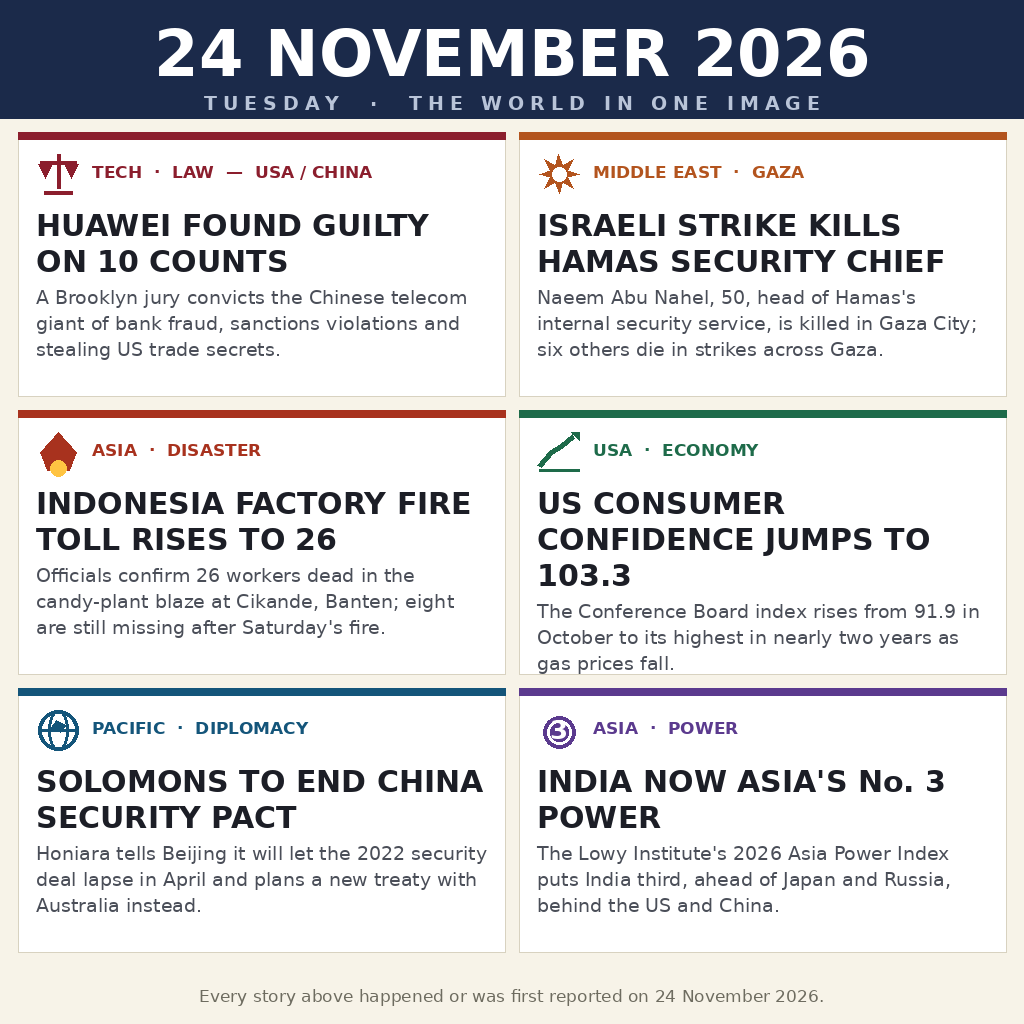 24 NOVEMBER 2026
TUESDAY · THE WORLD IN ONE IMAGE
TECH · LAW — USA / CHINA
HUAWEI FOUND GUILTY
ON 10 COUNTS
A Brooklyn jury convicts the Chinese telecom
giant of bank fraud, sanctions violations and
stealing US trade secrets.
MIDDLE EAST · GAZA
ISRAELI STRIKE KILLS
HAMAS SECURITY CHIEF
Naeem Abu Nahel, 50, head of Hamas's
internal security service, is killed in Gaza City;
six others die in strikes across Gaza.
ASIA · DISASTER
INDONESIA FACTORY FIRE
TOLL RISES TO 26
Officials confirm 26 workers dead in the
candy-plant blaze at Cikande, Banten; eight
are still missing after Saturday's fire.
USA · ECONOMY
US CONSUMER
CONFIDENCE JUMPS TO
103.3
The Conference Board index rises from 91.9 in
October to its highest in nearly two years as
gas prices fall.
PACIFIC · DIPLOMACY
SOLOMONS TO END CHINA
SECURITY PACT
Honiara tells Beijing it will let the 2022 security
deal lapse in April and plans a new treaty with
Australia instead.
3
ASIA · POWER
INDIA NOW ASIA'S No. 3
POWER
The Lowy Institute's 2026 Asia Power Index
puts India third, ahead of Japan and Russia,
behind the US and China.
Every story above happened or was first reported on 24 November 2026.